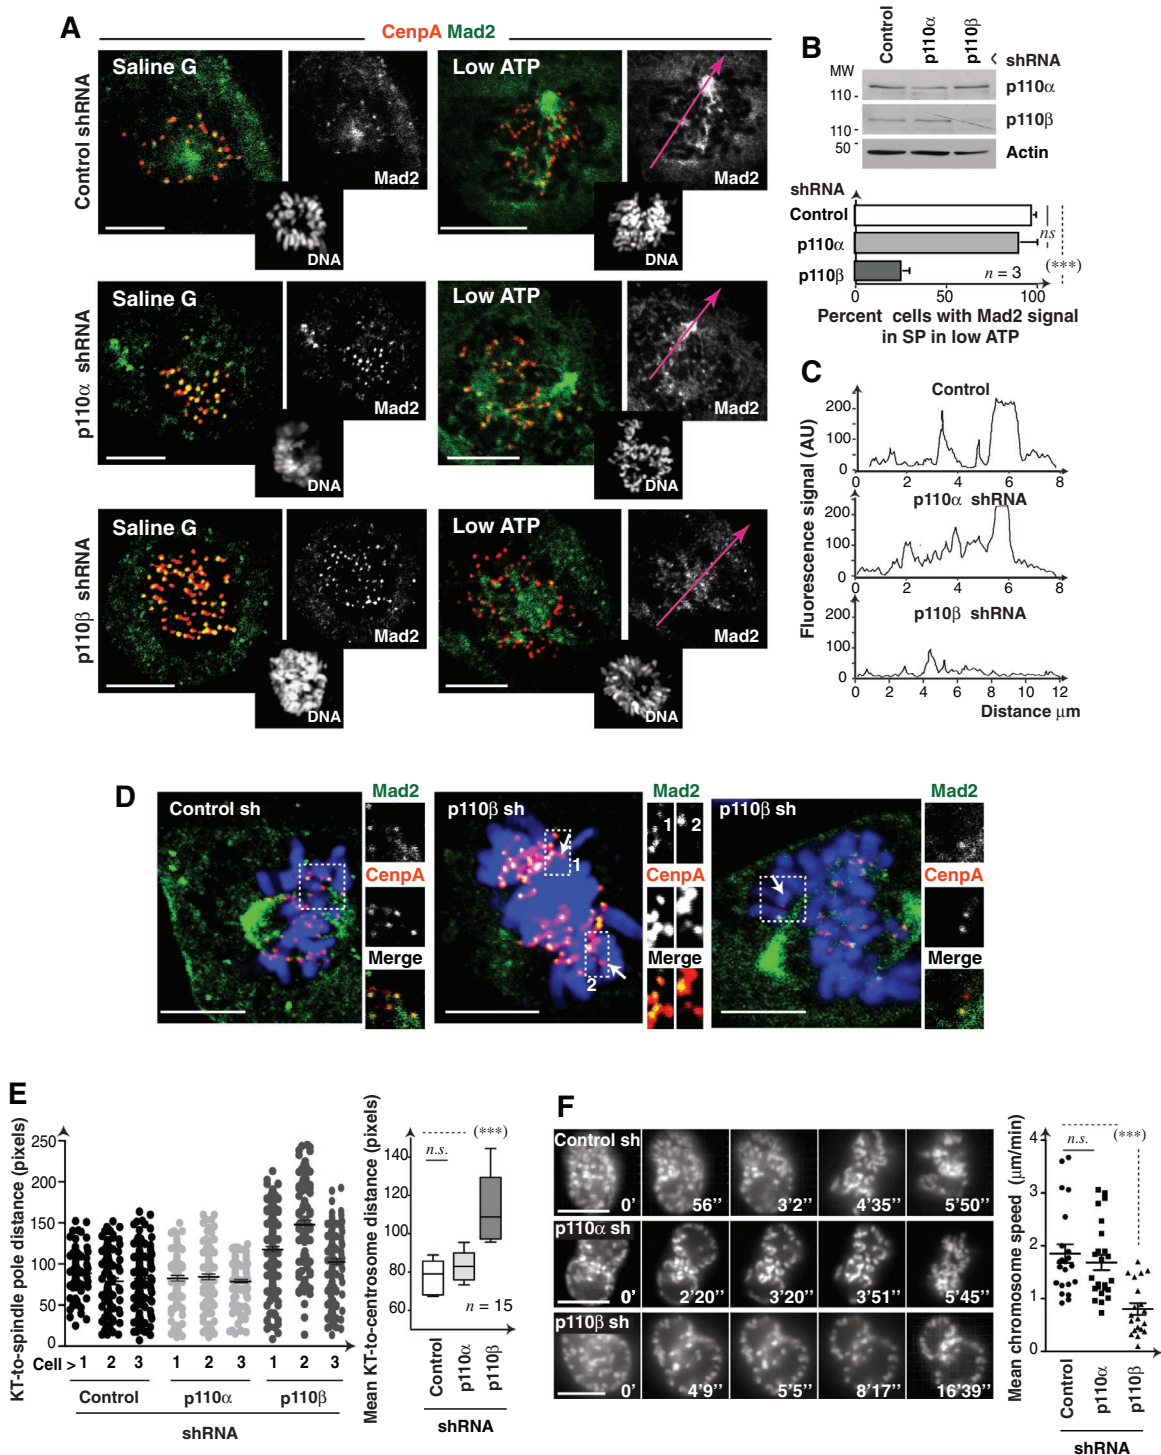 A
CenpA Mad2
Control shRNA
Saline G
Mad2
DNA
Low ATP
Mad2
DNA
p110α shRNA
Saline G
Mad2
DNA
Low ATP
Mad2
DNA
p110β shRNA
Saline G
Mad2
DNA
Low ATP
Mad2
DNA
B
Control
p110α
p110β
< shRNA
MW
110 -
p110α
110 -
p110β
50 -
Actin
shRNA
Control
p110α
p110β
ns
(***)
n = 3
0 50 100
Percent cells with Mad2 signal
in SP in low ATP
C
Fluorescence signal (AU)
Control
200
100
0
0 2 4 6 8
p110α shRNA
200
100
0
0 2 4 6 8
p110β shRNA
200
100
0
0 2 4 6 8 10 12
Distance µm
D
Control sh
Mad2
CenpA
Merge
p110β sh
1
2
Mad2
1 2
CenpA
Merge
p110β sh
Mad2
CenpA
Merge
E
KT-to-spindle pole distance (pixels)
250
200
150
100
50
0
Cell > 1 2 3 1 2 3 1 2 3
Control p110α p110β
shRNA
Mean KT-to-centrosome distance (pixels)
140
120
100
80
60
n.s.
(***)
n = 15
Control
p110α
p110β
shRNA
F
Control sh
0' 56'' 3'2'' 4'35'' 5'50''
p110α sh
0' 2'20'' 3'20'' 3'51'' 5'45''
p110β sh
0' 4'9'' 5'5'' 8'17'' 16'39''
Mean chromosome speed (µm/min)
4
3
2
1
0
n.s.
(***)
Control
p110α
p110β
shRNA